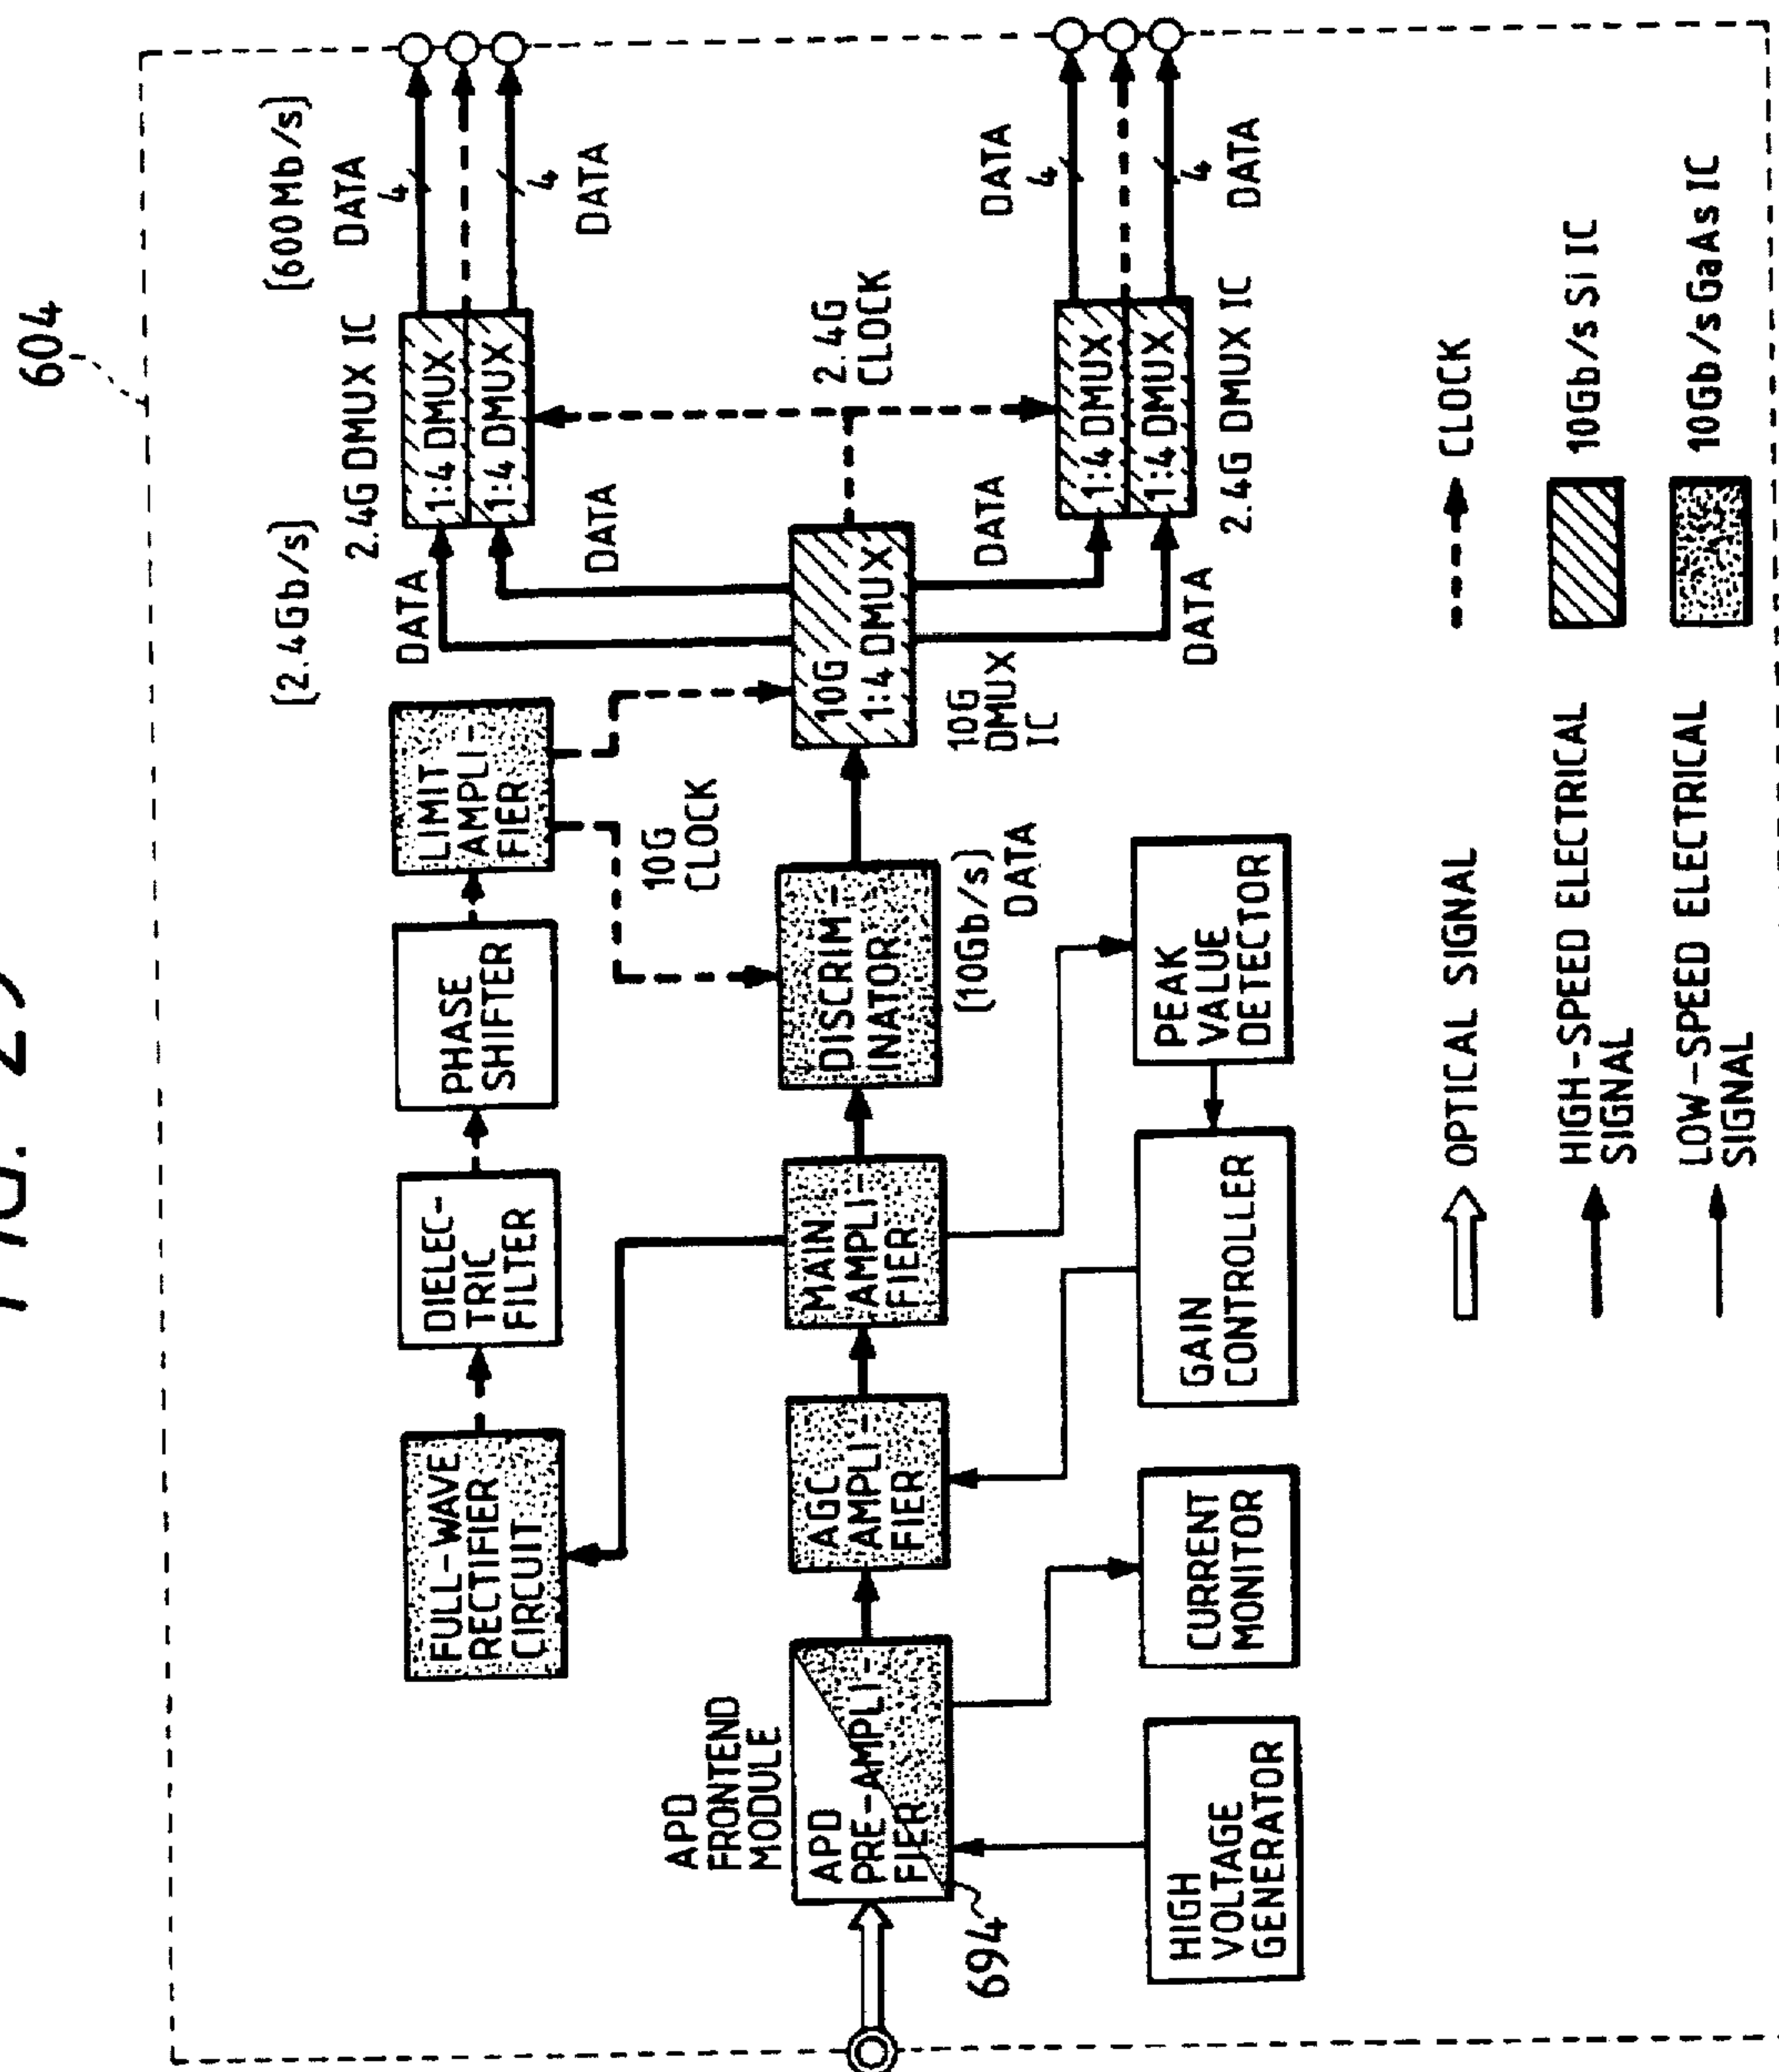 604
[2.4Gb/s]
[600Mb/s]
2.4G DMUX IC
DATA
4
FULL-WAVE
RECTIFIER
CIRCUIT
DIELEC-
TRIC
FILTER
PHASE
SHIFTER
LIMIT
AMPLI-
FIER
DATA
1:4 DMUX
1:4 DMUX
4
DATA
DATA
10G
CLOCK
2.4G
CLOCK
APD
FRONTEND
MODULE
APD
PRE-AMPLI-
FIER
AGC
AMPLI-
FIER
MAIN
AMPLI-
FIER
DISCRIM-
INATOR
10G
1:4 DMUX
694
[10Gb/s]
DATA
10G
DMUX
IC
DATA
DATA
DATA
4
1:4 DMUX
1:4 DMUX
4
DATA
2.4G DMUX IC
HIGH
VOLTAGE
GENERATOR
CURRENT
MONITOR
GAIN
CONTROLLER
PEAK
VALUE
DETECTOR
OPTICAL SIGNAL
CLOCK
HIGH-SPEED ELECTRICAL
SIGNAL
10Gb/s Si IC
LOW-SPEED ELECTRICAL
SIGNAL
10Gb/s GaAs IC